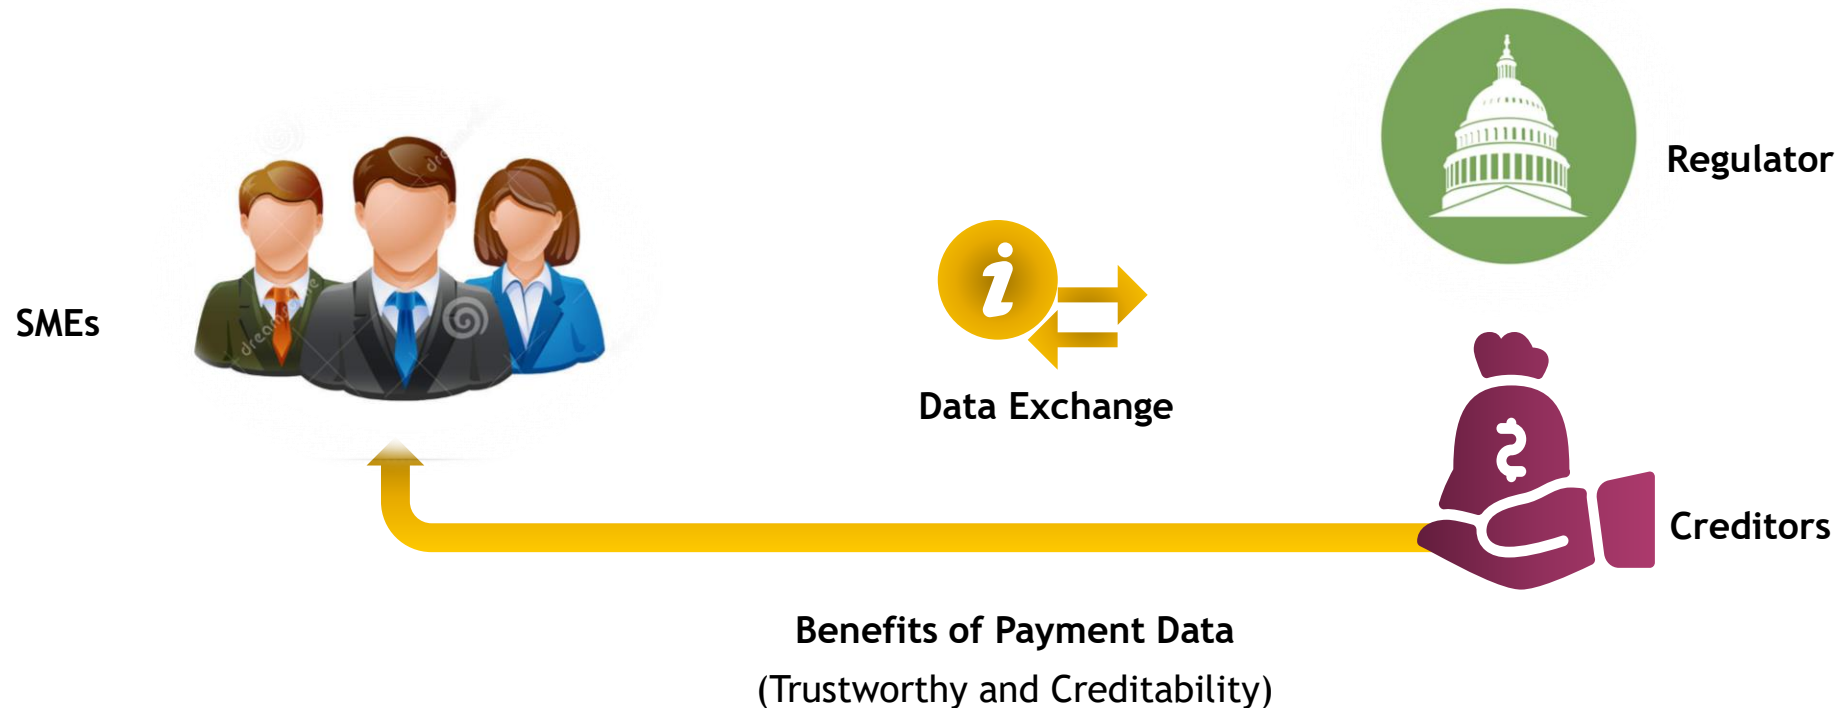 Regulator
SMEs
i
Data Exchange
Creditors
Benefits of Payment Data
(Trustworthy and Creditability)